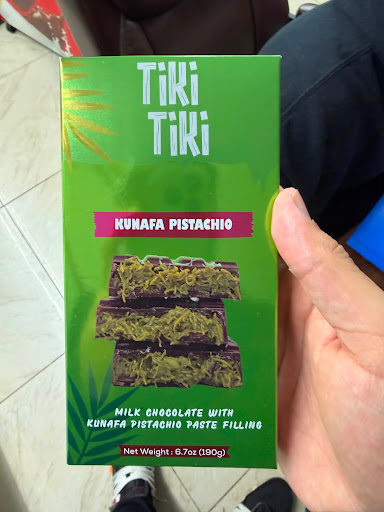 Tiki
Tiki
KUNAFA PISTACHIO
MILK CHOCOLATE WITH
KUNAFA PISTACHIO PASTE FILLING
Net Weight : 6.7oz (190g)